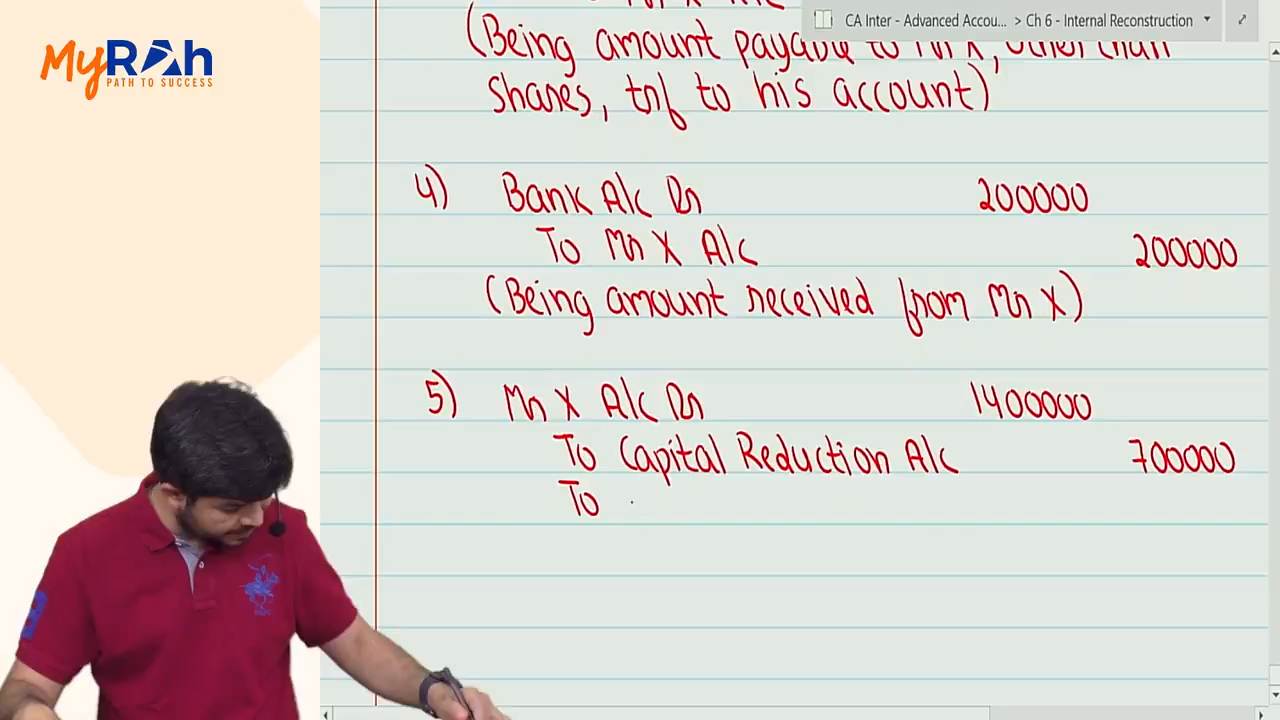 MyRAh
PATH TO SUCCESS
CA Inter - Advanced Accou... > Ch 6 - Internal Reconstruction
(Being amount payable to Mr X, other than
shares, trf to his account)
4) Bank A/c Dr 200000
To Mr X A/c 200000
(Being amount received from Mr X)
5) Mr X A/c Dr 1400000
To Capital Reduction A/c 700000
To